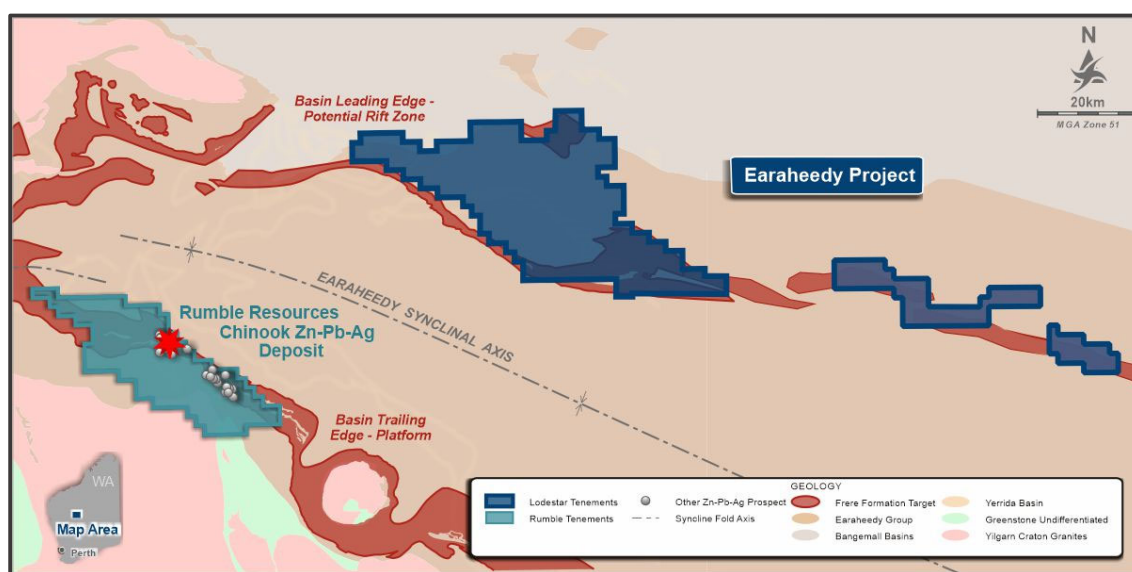 Basin Leading Edge -
Potential Rift Zone
N
20km
MGA Zone 51
Earaheedy Project
EARAHEEDY SYNCLINAL AXIS
Rumble Resources
Chinook Zn-Pb-Ag
Deposit
Basin Trailing
Edge - Platform
WA
Map Area
Perth
GEOLOGY
Lodestar Tenements
Other Zn-Pb-Ag Prospect
Frere Formation Target
Yerrida Basin
Rumble Tenements
Syncline Fold Axis
Earaheedy Group
Greenstone Undifferentiated
Bangemall Basins
Yilgarn Craton Granites